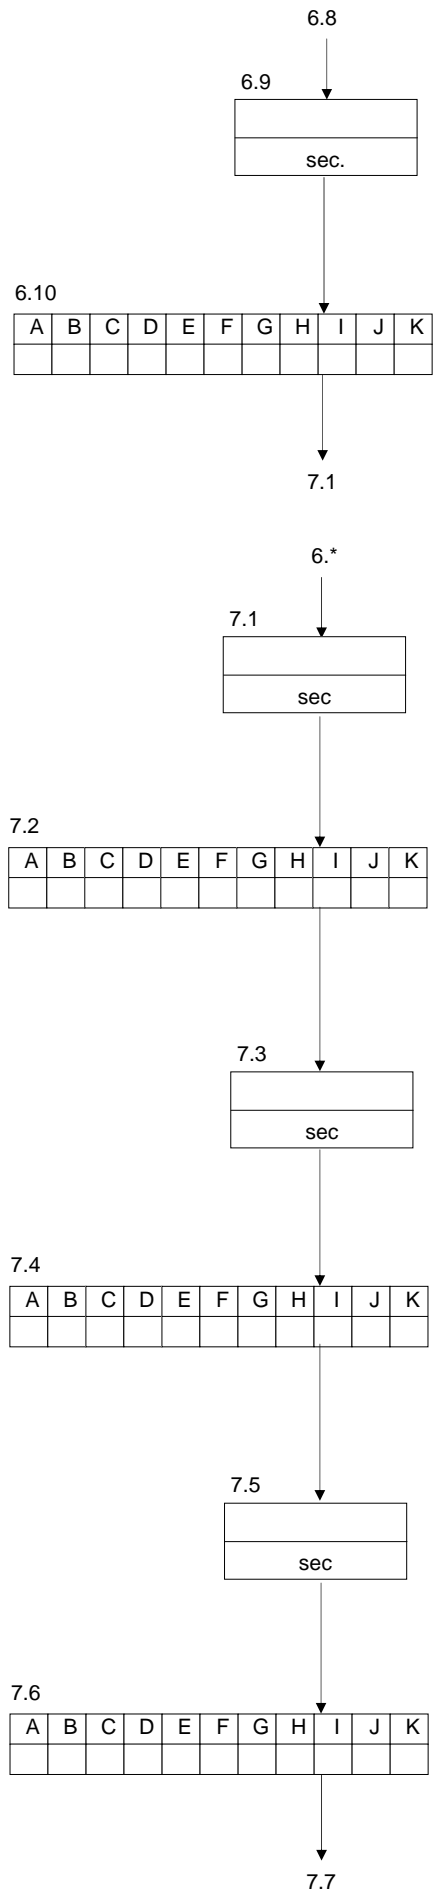 6.8
6.9
sec.
6.10
A B C D E F G H I J K
7.1
6.*
7.1
sec
7.2
A B C D E F G H I J K
7.3
sec
7.4
A B C D E F G H I J K
7.5
sec
7.6
A B C D E F G H I J K
7.7